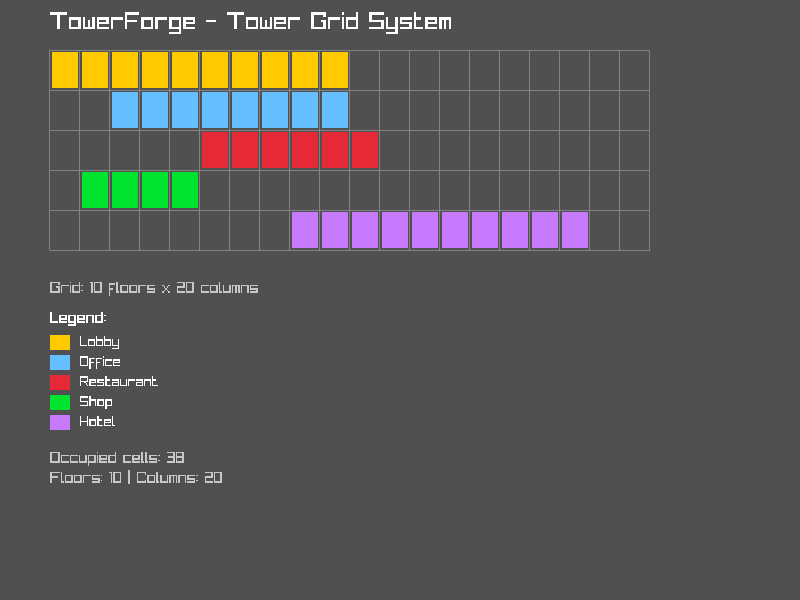 TowerForge - Tower Grid System
Grid: 10 floors x 20 columns
Legend:
Lobby
Office
Restaurant
Shop
Hotel
Occupied cells: 38
Floors: 10 | Columns: 20